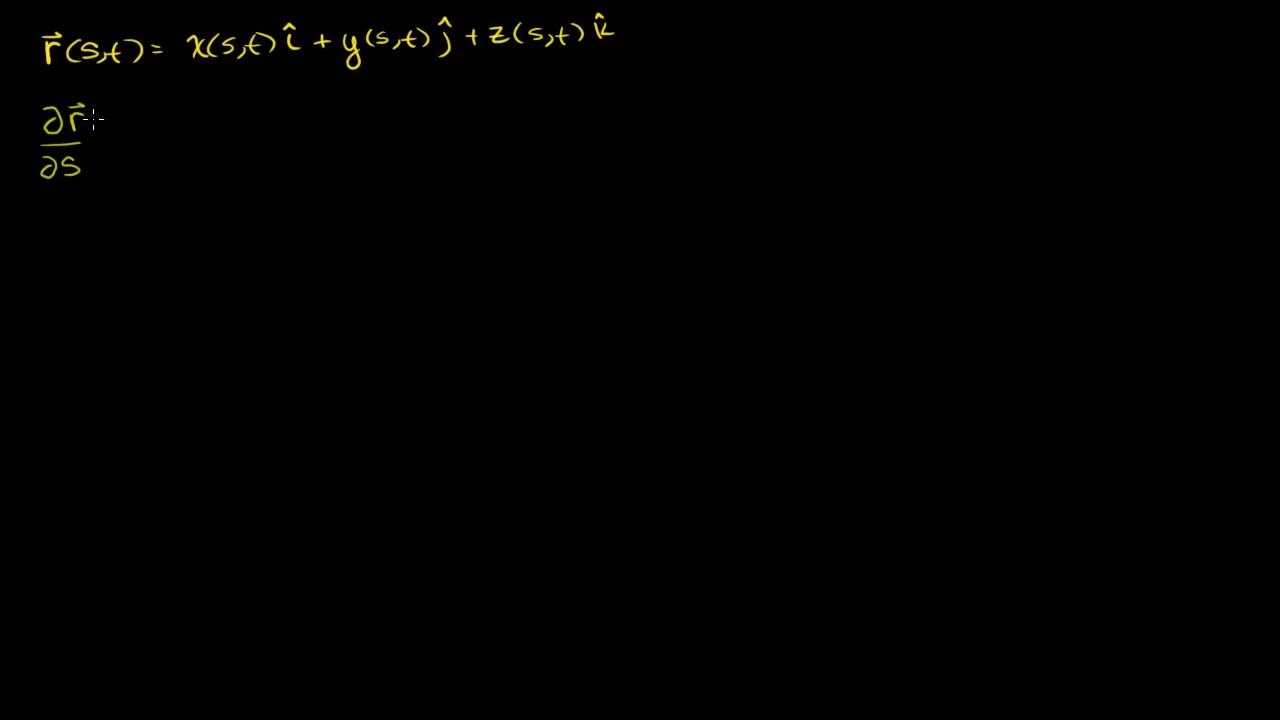 r⃗(s,t) = x(s,t) î + y(s,t) ĵ + z(s,t) k̂
∂r⃗
∂s